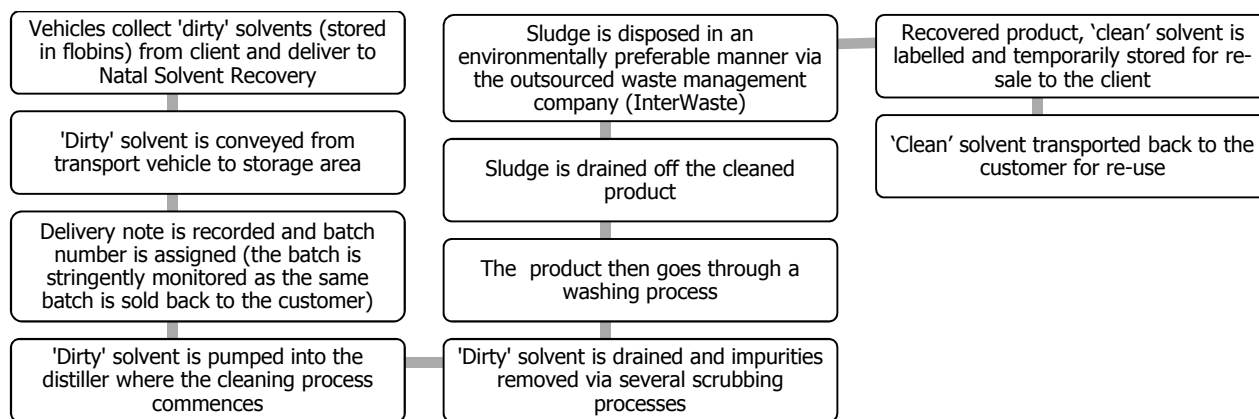 Vehicles collect 'dirty' solvents (stored
in flobins) from client and deliver to
Natal Solvent Recovery
'Dirty' solvent is conveyed from
transport vehicle to storage area
Delivery note is recorded and batch
number is assigned (the batch is
stringently monitored as the same
batch is sold back to the customer)
'Dirty' solvent is pumped into the
distiller where the cleaning process
commences
'Dirty' solvent is drained and impurities
removed via several scrubbing
processes
The product then goes through a
washing process
Sludge is drained off the cleaned
product
Sludge is disposed in an
environmentally preferable manner via
the outsourced waste management
company (InterWaste)
Recovered product, ‘clean’ solvent is
labelled and temporarily stored for re-
sale to the client
‘Clean’ solvent transported back to the
customer for re-use